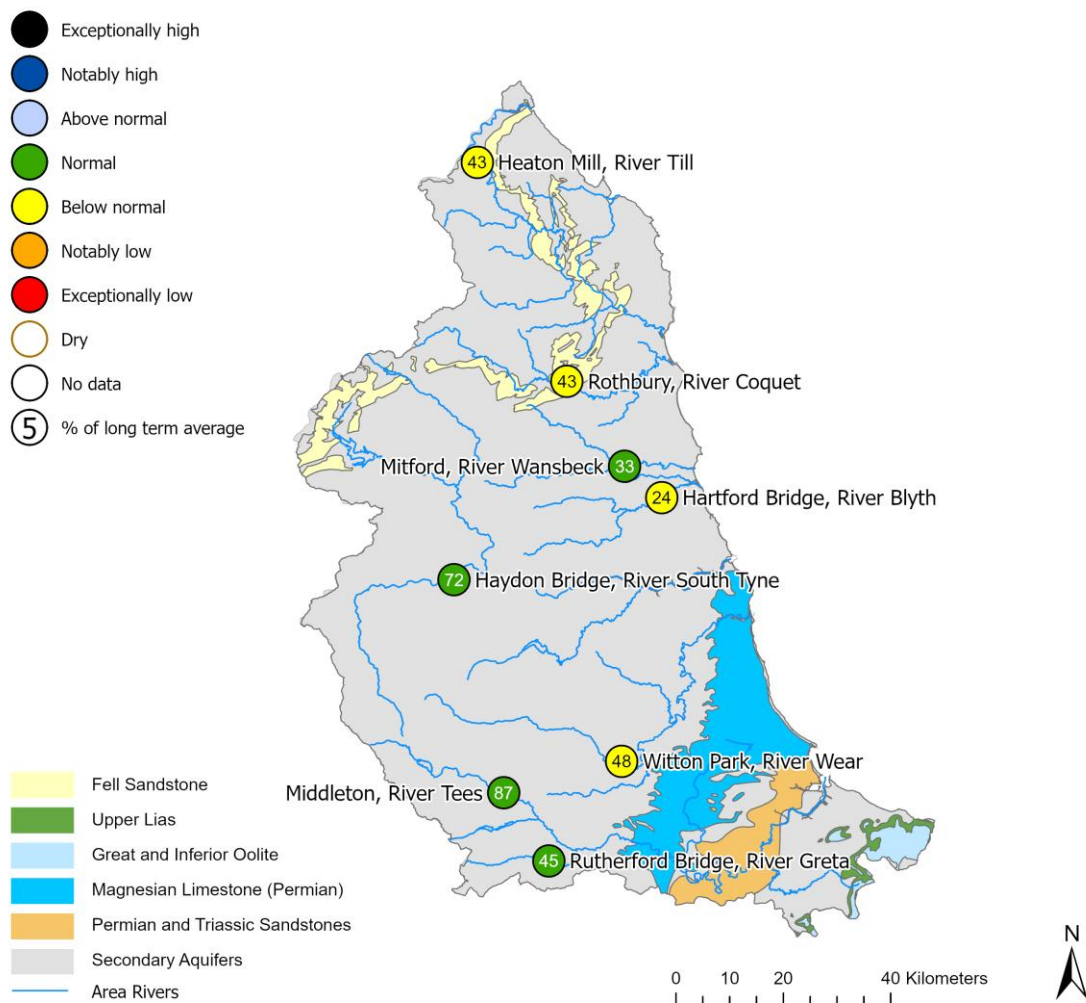 Exceptionally high
Notably high
Above normal
Normal
Below normal
Notably low
Exceptionally low
Dry
No data
5 % of long term average
43 Heaton Mill, River Till
43 Rothbury, River Coquet
Mitford, River Wansbeck 33
24 Hartford Bridge, River Blyth
72 Haydon Bridge, River South Tyne
48 Witton Park, River Wear
Middleton, River Tees 87
45 Rutherford Bridge, River Greta
Fell Sandstone
Upper Lias
Great and Inferior Oolite
Magnesian Limestone (Permian)
Permian and Triassic Sandstones
Secondary Aquifers
Area Rivers
N
0 10 20 40 Kilometers